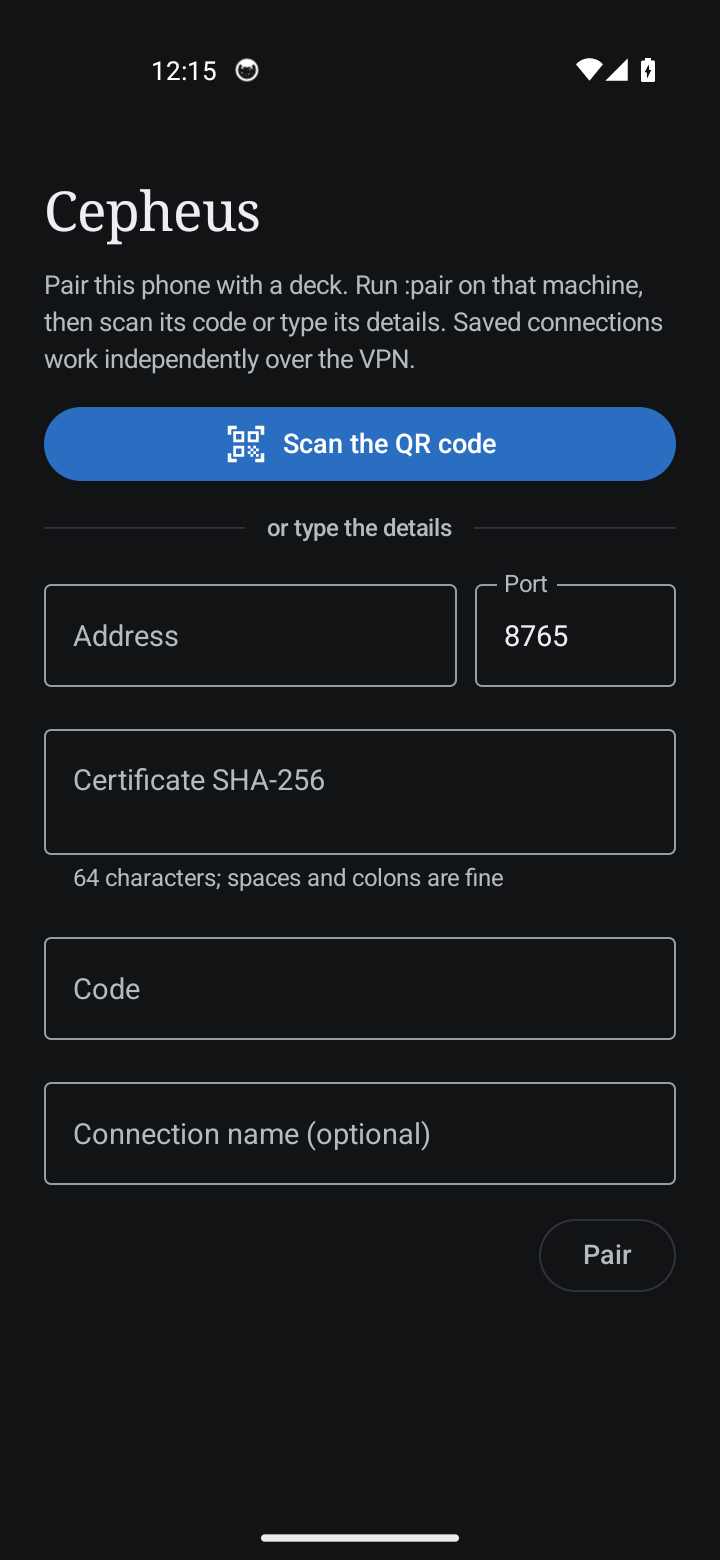 12:15
Cepheus
Pair this phone with a deck. Run :pair on that machine,
then scan its code or type its details. Saved connections
work independently over the VPN.
Scan the QR code
or type the details
Port
Address
8765
Certificate SHA-256
64 characters; spaces and colons are fine
Code
Connection name (optional)
Pair